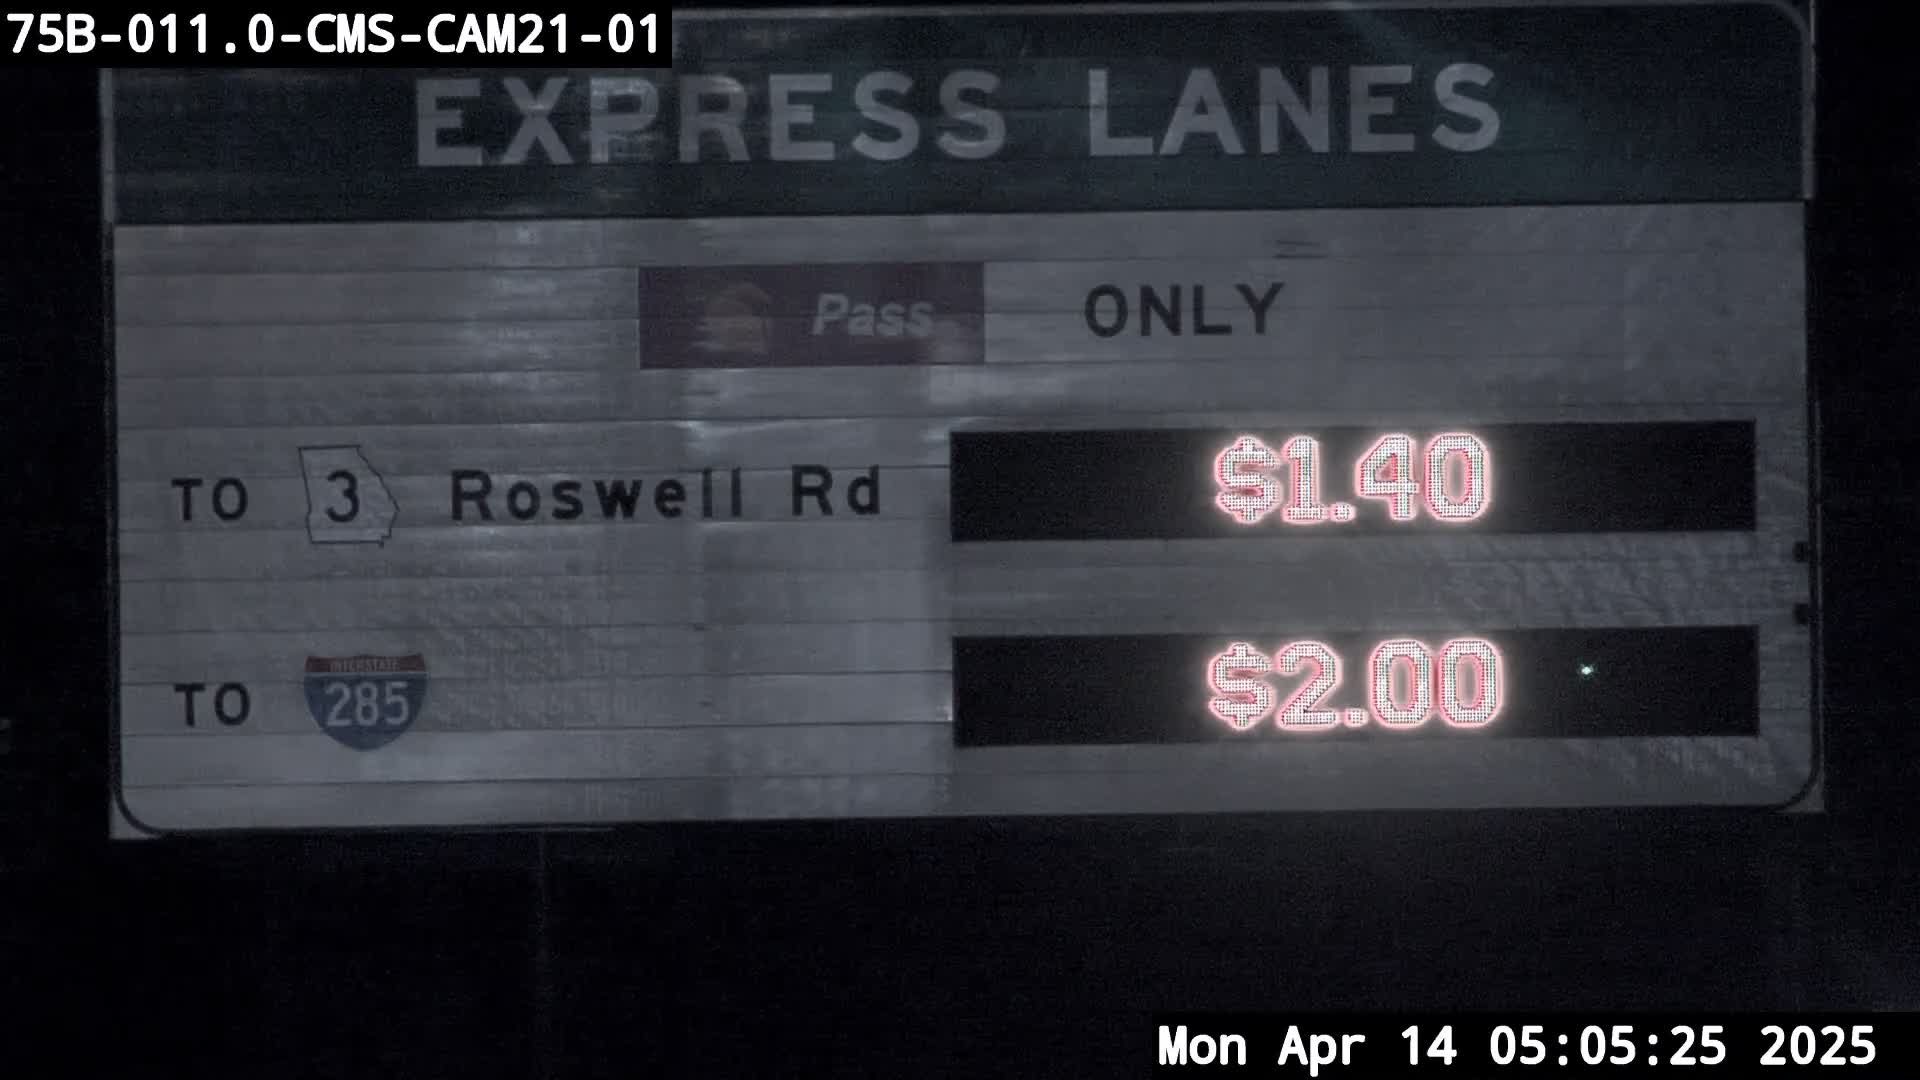 75B-011.0-CMS-CAM21-01
EXPRESS LANES
Pass ONLY
TO 3 Roswell Rd $1.40
INTERSTATE
TO 285 $2.00
Mon Apr 14 05:05:25 2025